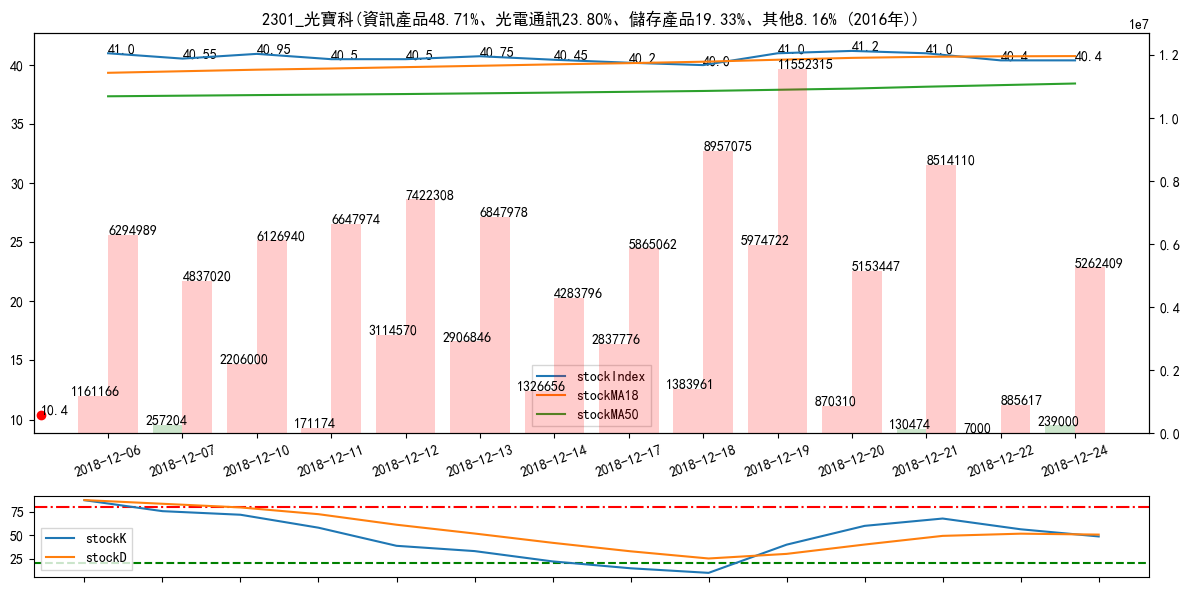 2301_光寶科(資訊產品48.71%、光電通訊23.80%、儲存產品19.33%、其他8.16% (2016年))
1e7
41.0 40.55 40.95 40.5 40.5 40.75 40.45 40.2 40.0 41.0 41.2 41.0 40.4 40.4
40 35 30 25 20 15 10
1.2 1.0 0.8 0.6 0.4 0.2 0.0
6294989 4837020 6126940 6647974 7422308 6847978 4283796 5865062 8957075 11552315 5153447 8514110 885617 5262409
1161166 257204 2206000 171174 3114570 2906846 1326656 2837776 1383961 5974722 870310 130474 7000 239000
10.4
stockIndex
stockMA18
stockMA50
2018-12-06 2018-12-07 2018-12-10 2018-12-11 2018-12-12 2018-12-13 2018-12-14 2018-12-17 2018-12-18 2018-12-19 2018-12-20 2018-12-21 2018-12-22 2018-12-24
75
50
25
stockK
stockD